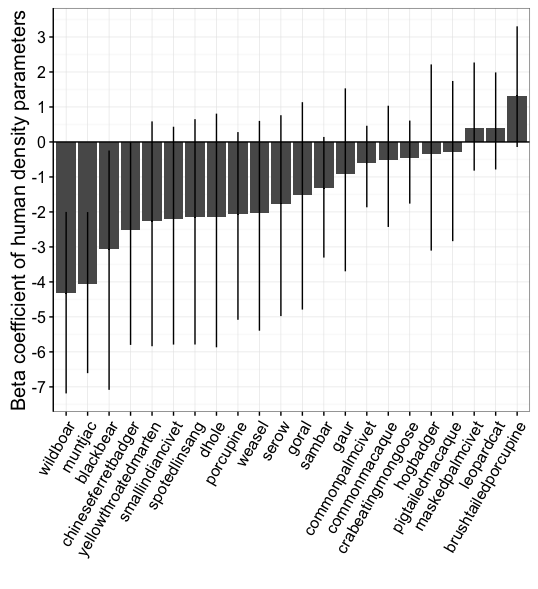 Beta coefficient of human density parameters
3
2
1
0
-1
-2
-3
-4
-5
-6
-7
wildboar
muntjac
blackbear
chineseferretbadger
yellowthroatedmarten
smallindiancivet
spotedlinsang
dhole
porcupine
weasel
serow
goral
sambar
gaur
commonpalmcivet
commonmacaque
crabeatingmongoose
hogbadger
pigtailedmacaque
maskedpalmcivet
leopardcat
brushtailedporcupine